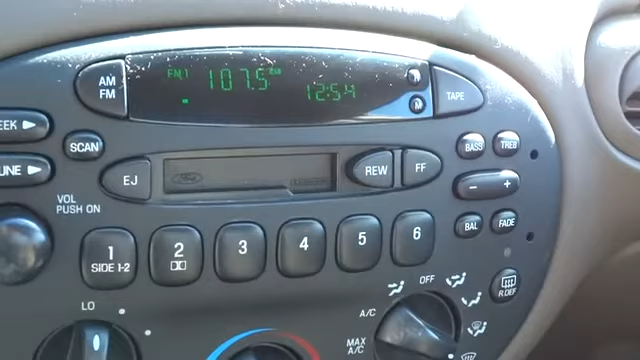 AM
FM
FM1 107.5
12:54
H
M
TAPE
EEK
SCAN
BASS
TREB
UNE
EJ
Ford
REW
FF
- +
VOL
PUSH ON
1
SIDE 1-2
2
3
4
5
6
BAL
FADE
LO
OFF
A/C
MAX
A/C
R.DEF